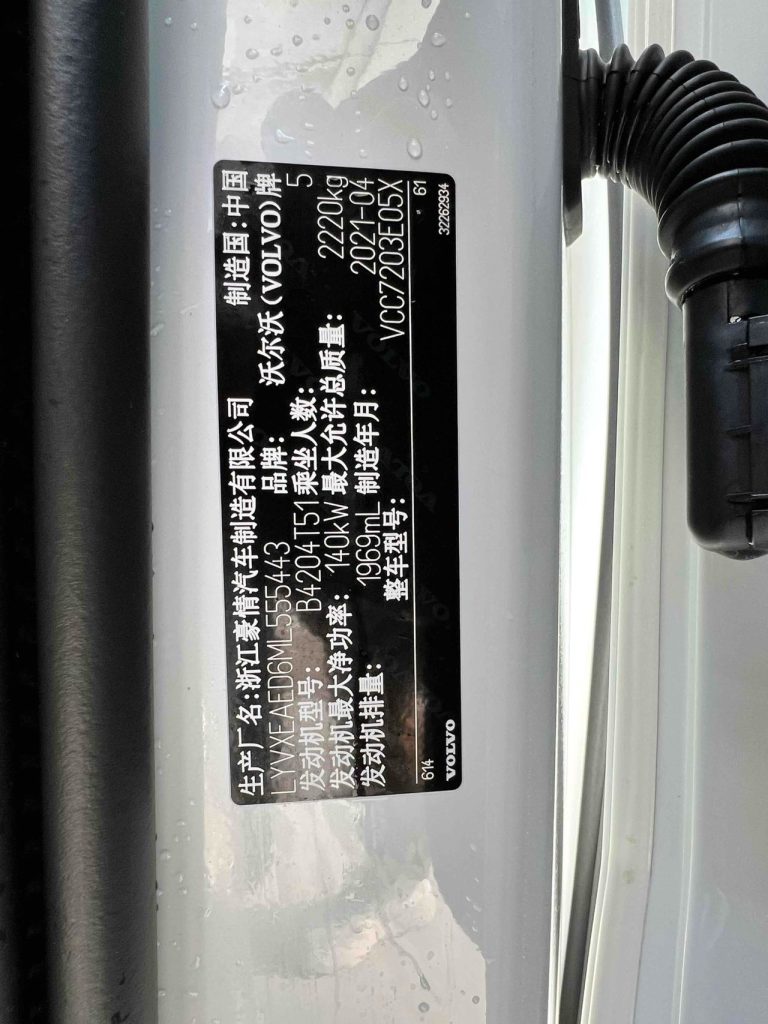 生产厂名:浙江豪情汽车制造有限公司 制造国:中国
LYVXEAED6ML555443 品牌: 沃尔沃(VOLVO)牌
发动机型号: B4204T51 乘坐人数: 5
发动机最大净功率: 140kW 最大允许总质量: 2220kg
发动机排量: 1969mL 制造年月: 2021-04
整车型号: VCC7203E05X
614 61
VOLVO 32262934